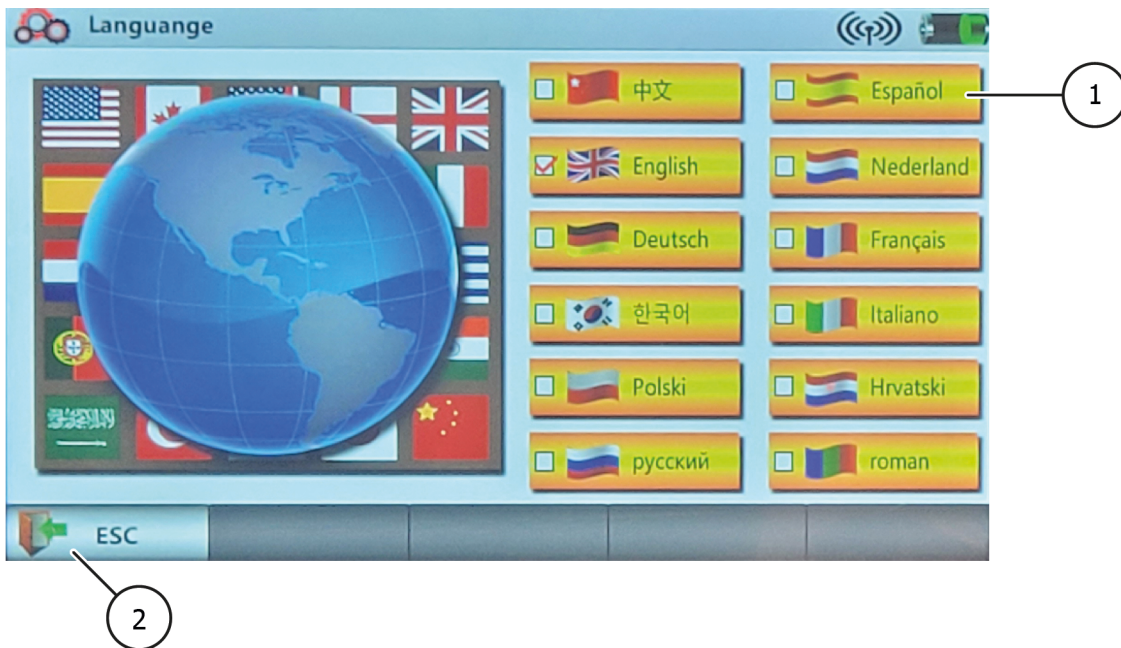 Languange
中文
Español
1
English
Nederland
Deutsch
Français
한국어
Italiano
Polski
Hrvatski
русский
roman
ESC
2